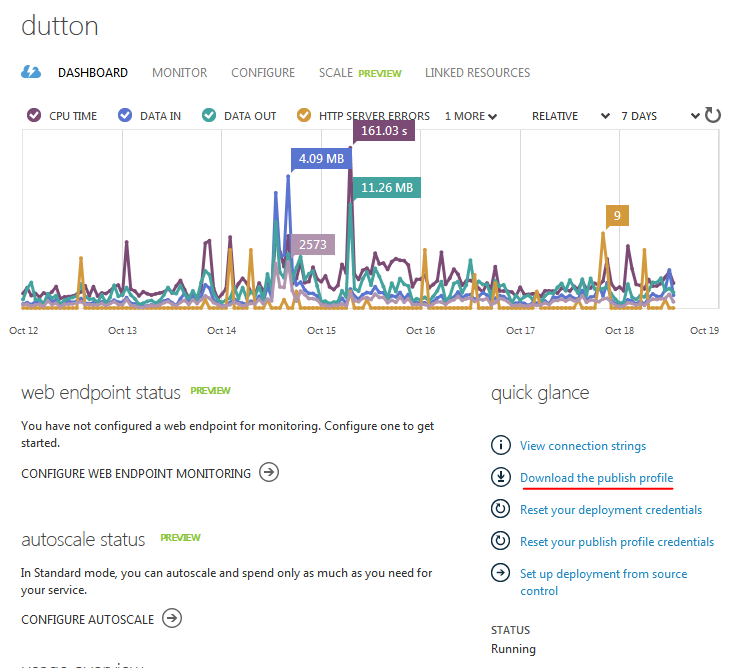 dutton
DASHBOARD MONITOR CONFIGURE SCALE PREVIEW LINKED RESOURCES
CPU TIME DATA IN DATA OUT HTTP SERVER ERRORS 1 MORE RELATIVE 7 DAYS
161.03 s
4.09 MB
11.26 MB
9
2573
Oct 12 Oct 13 Oct 14 Oct 15 Oct 16 Oct 17 Oct 18 Oct 19
web endpoint status PREVIEW
You have not configured a web endpoint for monitoring. Configure one to get
started.
CONFIGURE WEB ENDPOINT MONITORING
autoscale status PREVIEW
In Standard mode, you can autoscale and spend only as much as you need for
your service.
CONFIGURE AUTOSCALE
quick glance
View connection strings
Download the publish profile
Reset your deployment credentials
Reset your publish profile credentials
Set up deployment from source
control
STATUS
Running